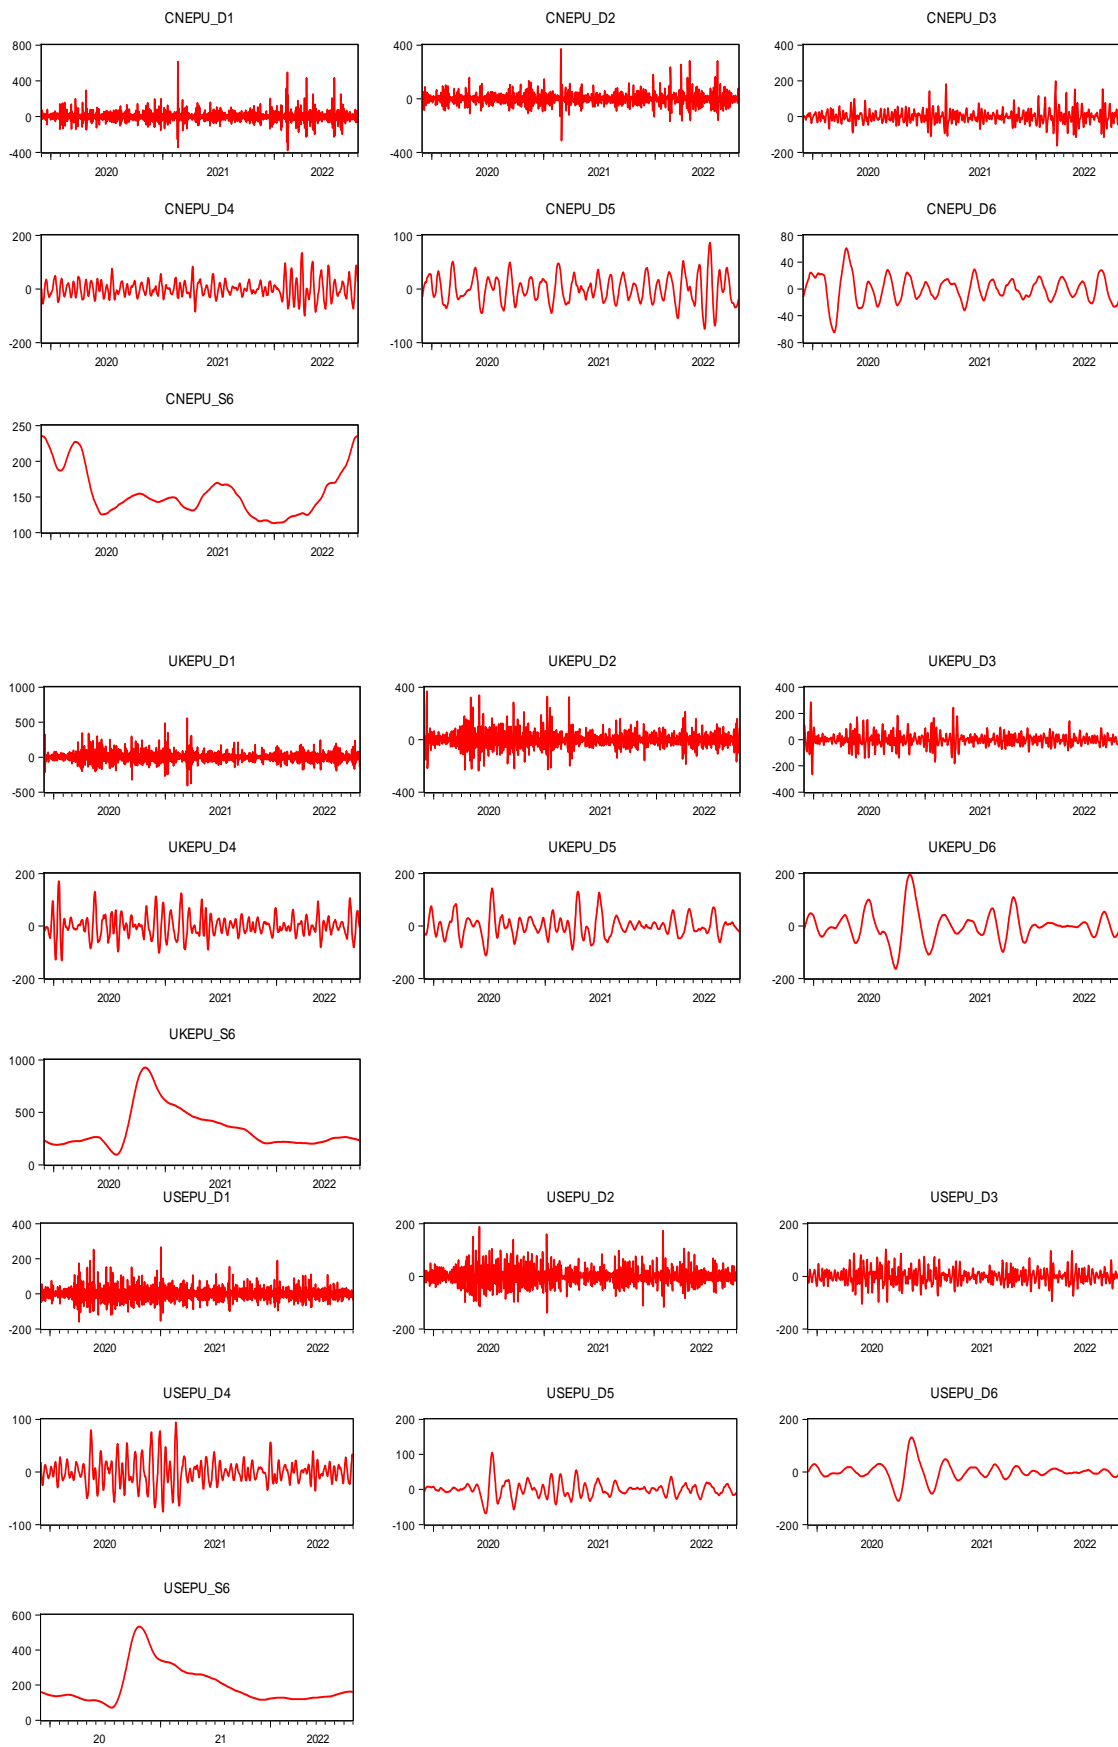 CNEPU_D1 CNEPU_D2 CNEPU_D3
800 400 400
400 200
0 0 0
-400 -400 -200
2020 2021 2022 2020 2021 2022 2020 2021 2022
CNEPU_D4 CNEPU_D5 CNEPU_D6
200 100 80
40
0 0 0
-40
-200 -100 -80
2020 2021 2022 2020 2021 2022 2020 2021 2022
CNEPU_S6
250
200
150
100
2020 2021 2022
UKEPU_D1 UKEPU_D2 UKEPU_D3
1000 400 400
500 200
0 0 0
-200
-500 -400 -400
2020 2021 2022 2020 2021 2022 2020 2021 2022
UKEPU_D4 UKEPU_D5 UKEPU_D6
200 200 200
0 0 0
-200 -200 -200
2020 2021 2022 2020 2021 2022 2020 2021 2022
UKEPU_S6
1000
500
0
2020 2021 2022
USEPU_D1 USEPU_D2 USEPU_D3
400 200 200
200
0 0 0
-200 -200 -200
2020 2021 2022 2020 2021 2022 2020 2021 2022
USEPU_D4 USEPU_D5 USEPU_D6
100 200 200
100
0 0 0
-100 -100 -200
20 21 2022 2020 2021 2022 2020 2021 2022
USEPU_S6
600
400
200
0
20 21 2022